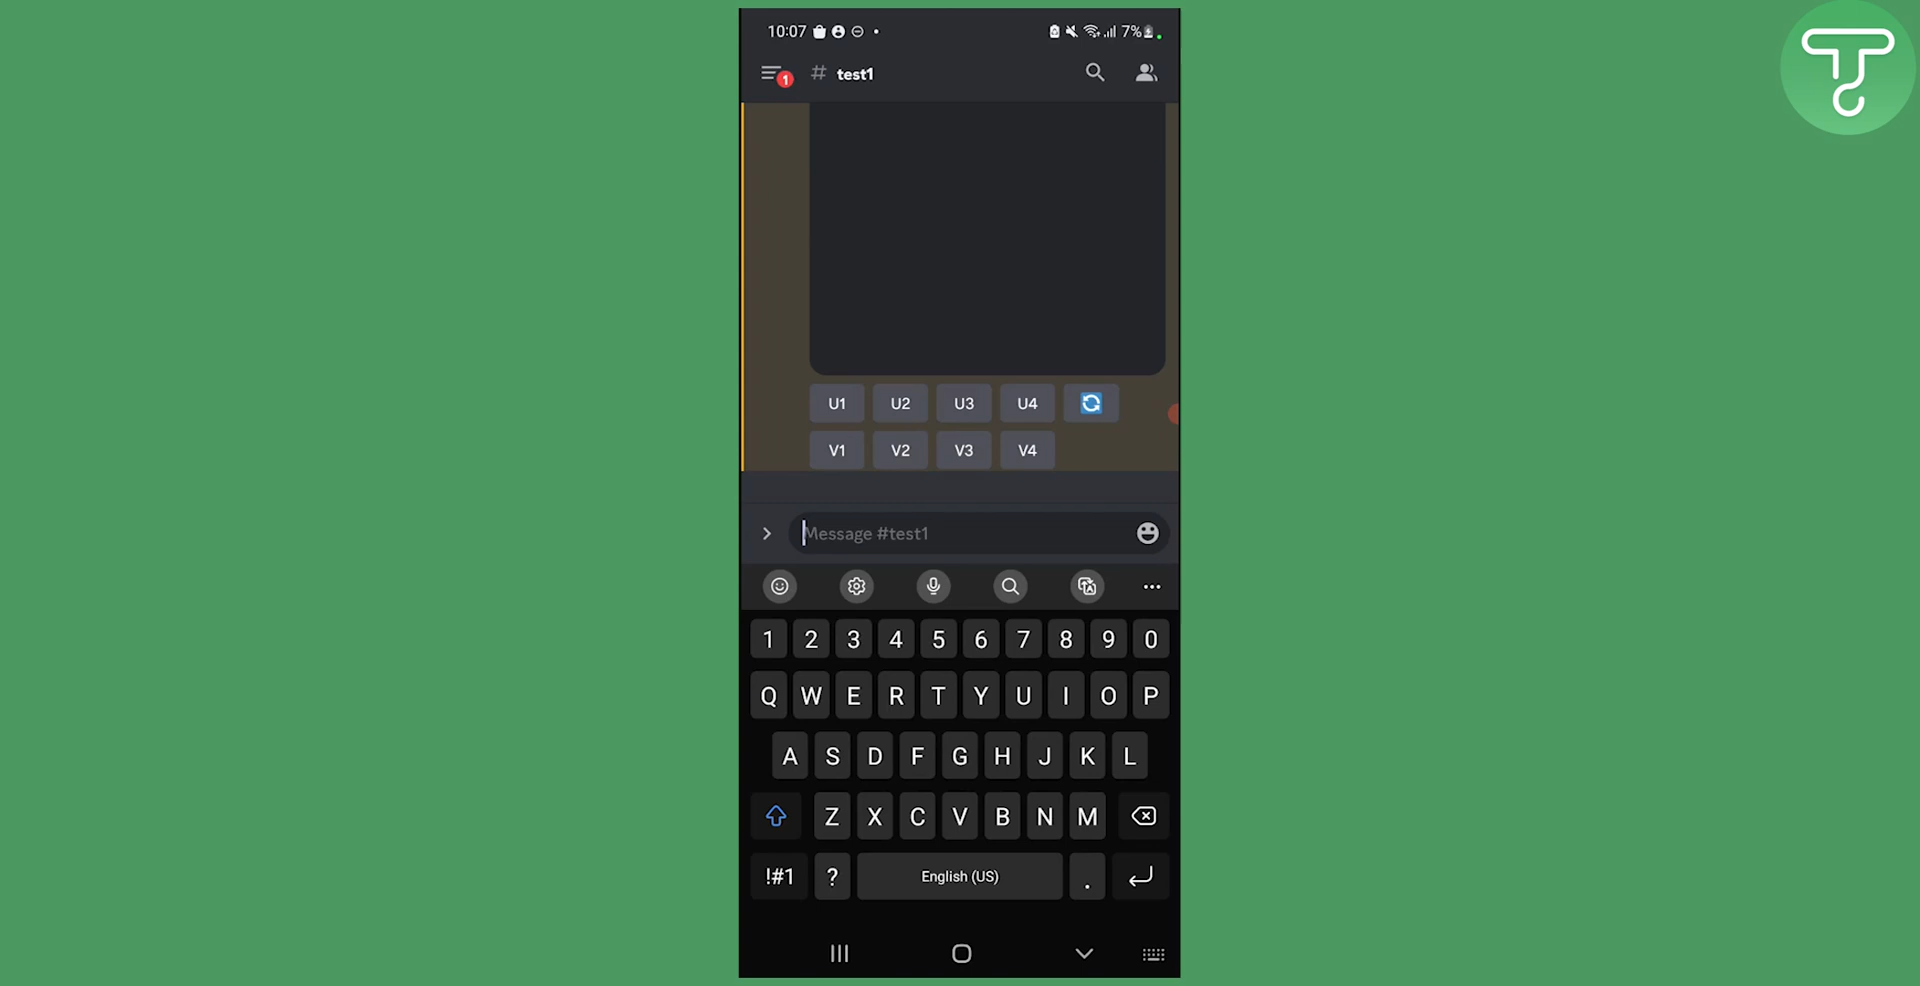 10:07 7%
1 # test1
U1 U2 U3 U4
V1 V2 V3 V4
Message #test1
1 2 3 4 5 6 7 8 9 0
Q W E R T Y U I O P
A S D F G H J K L
Z X C V B N M
!#1 ? English (US) .